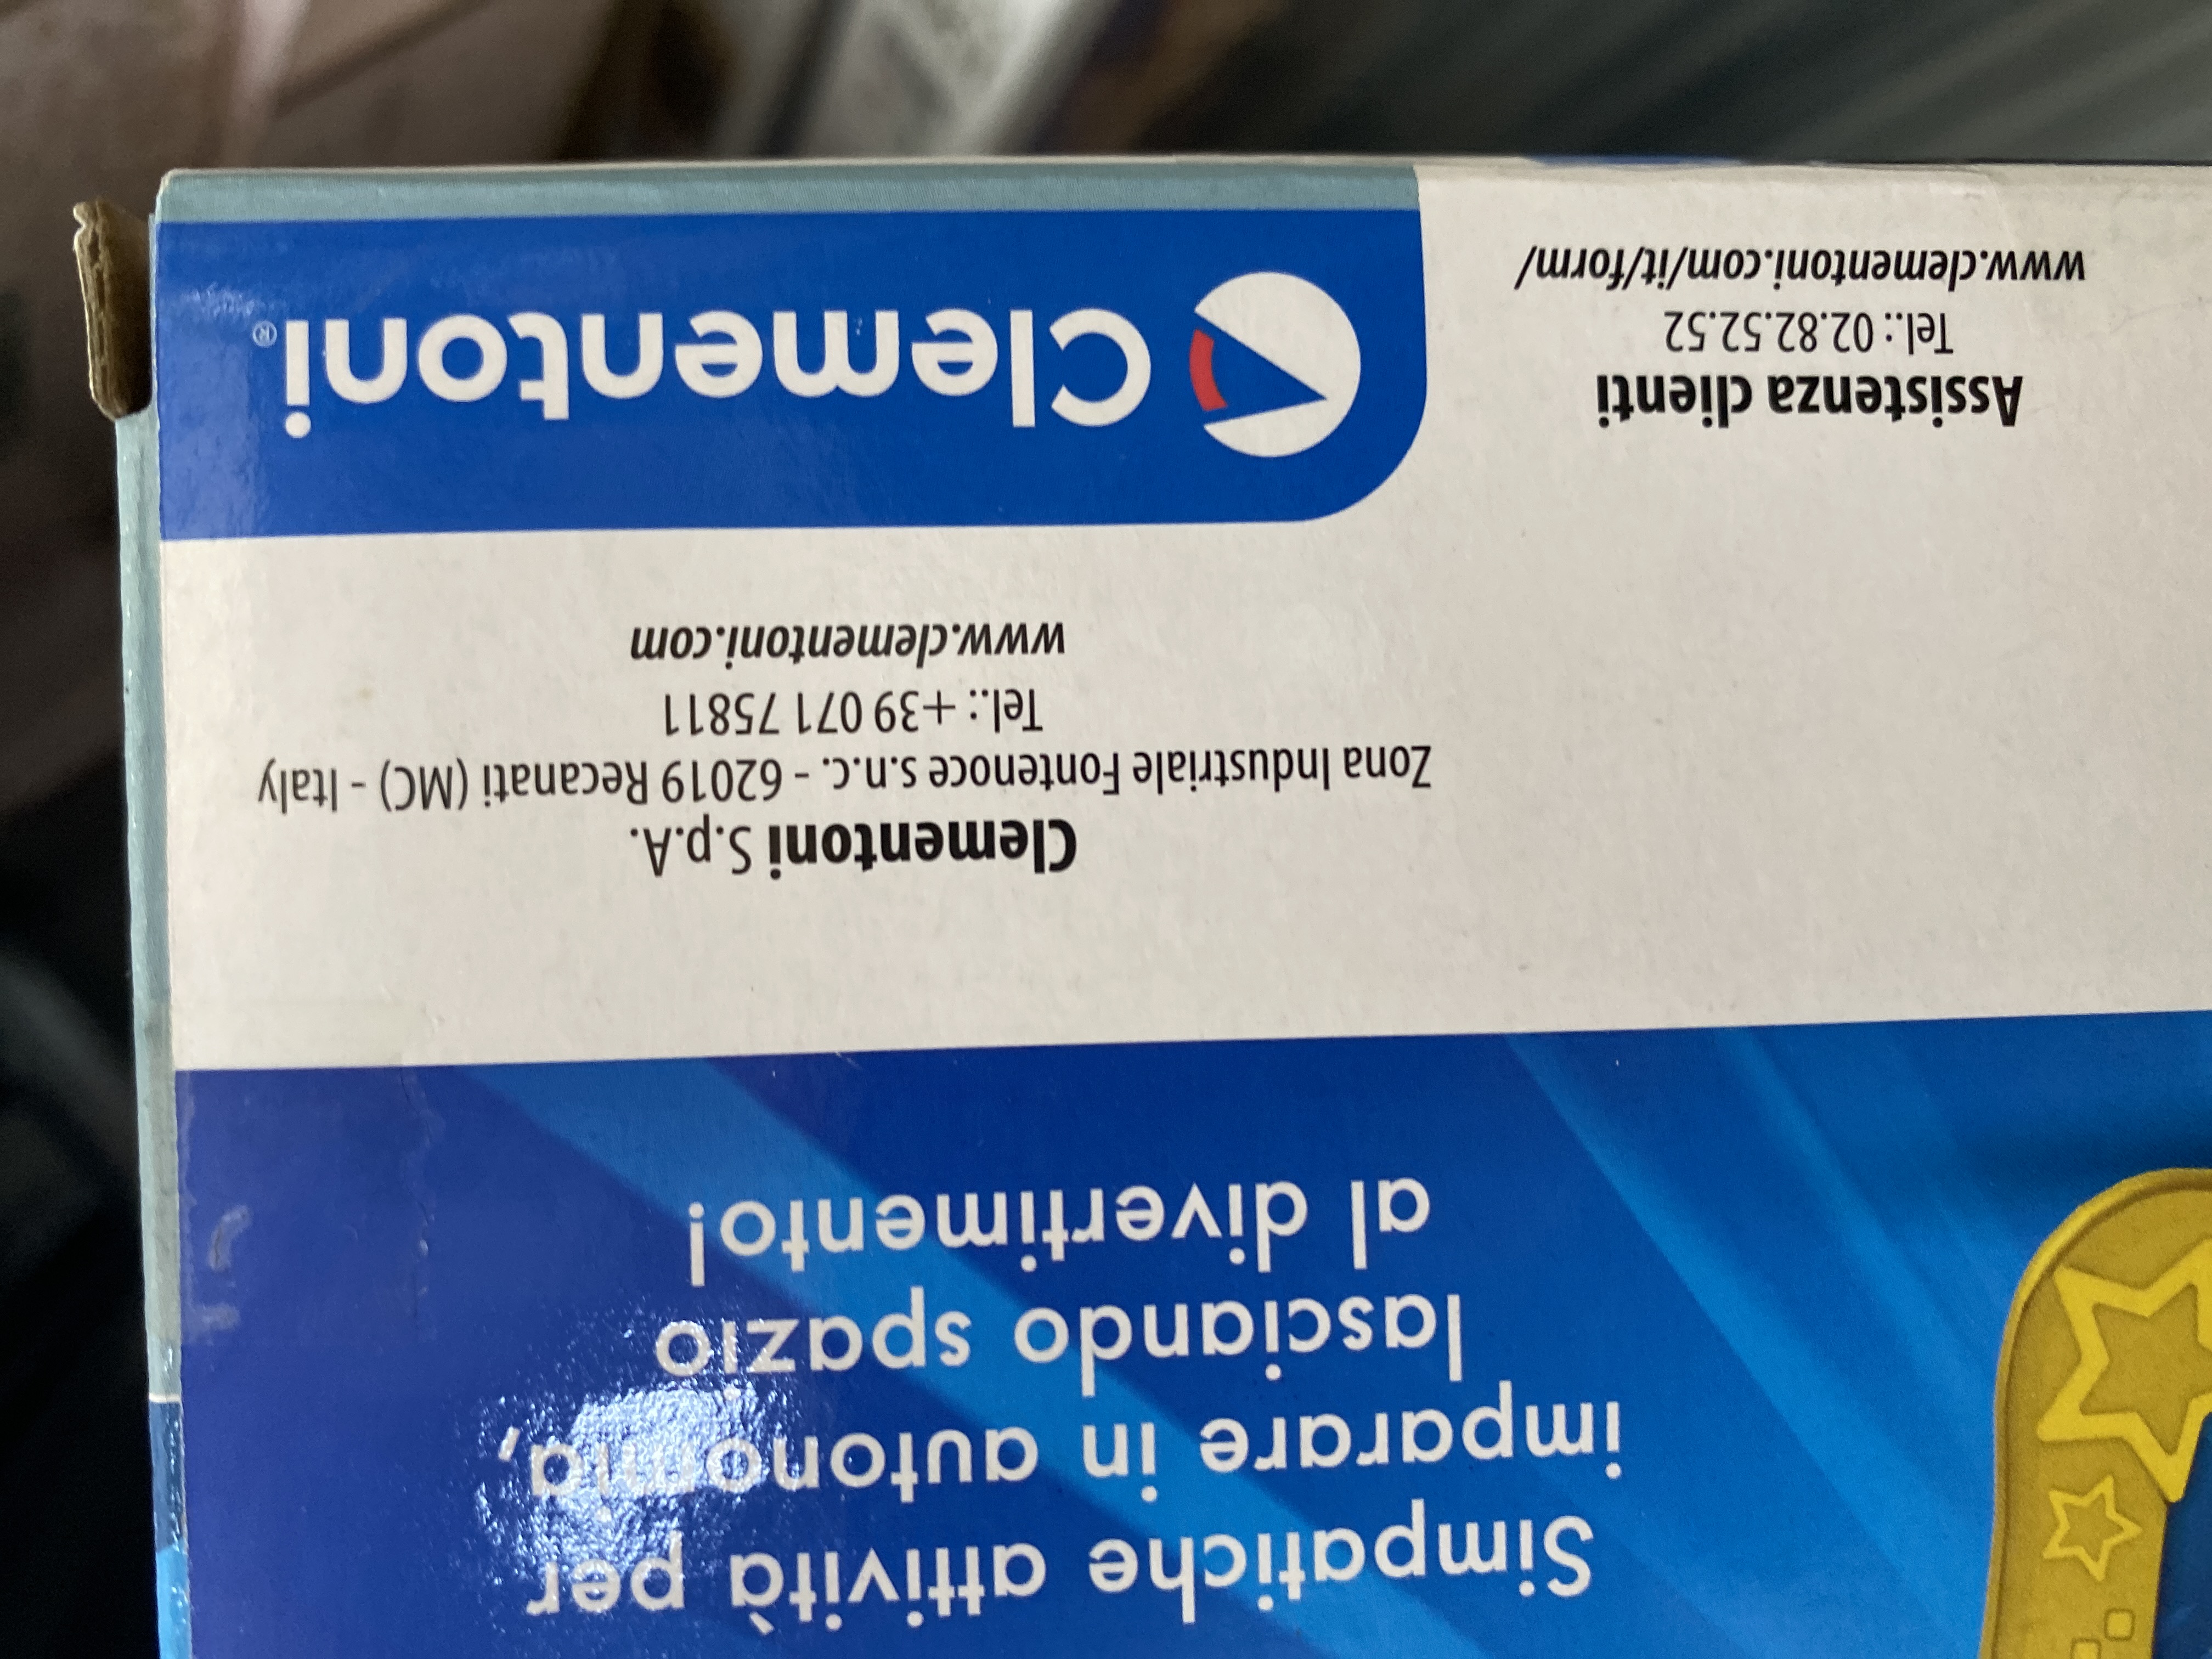 Simpatiche attività per
imparare in autonomia,
lasciando spazio
al divertimento!
Clementoni S.p.A.
Zona Industriale Fontenoce s.n.c. - 62019 Recanati (MC) - Italy
Tel.: +39 071 75811
www.clementoni.com
Assistenza clienti
Tel.: 02.82.52.52
www.clementoni.com/it/form/
Clementoni®